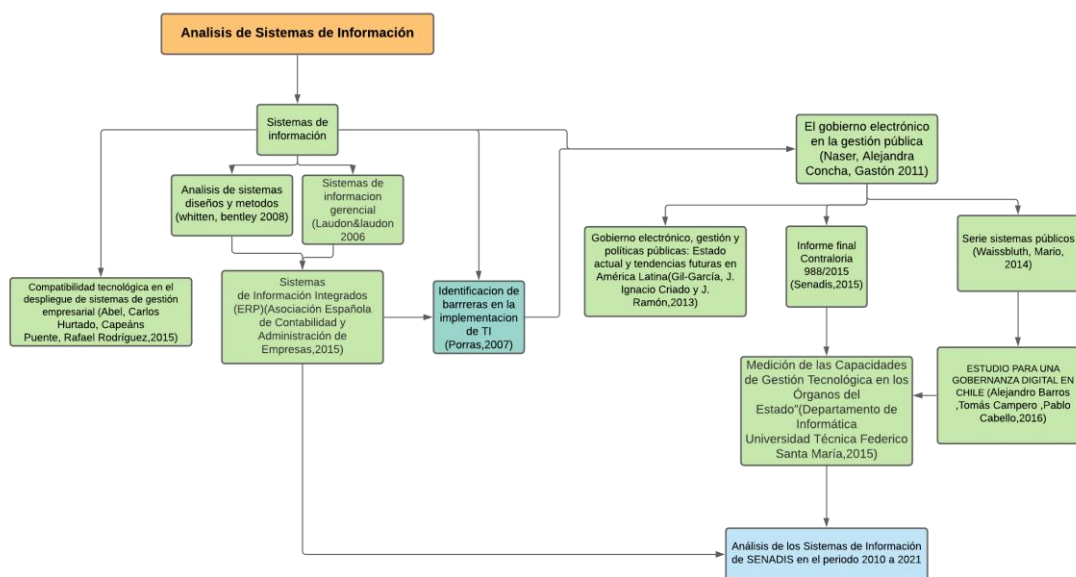 Analisis de Sistemas de Información
Sistemas de
información
El gobierno electrónico
en la gestión pública
(Naser, Alejandra
Concha, Gastón 2011)
Analisis de sistemas
diseños y metodos
(whitten, bentley 2008)
Sistemas de
informacion
gerencial
(Laudon&laudon
2006
Gobierno electrónico, gestión y
políticas públicas: Estado
actual y tendencias futuras en
América Latina(Gil-García, J.
Ignacio Criado y J.
Ramón,2013)
Informe final
Contraloria
988/2015
(Senadis,2015)
Serie sistemas públicos
(Waissbluth, Mario,
2014)
Compatibilidad tecnológica en el
despliegue de sistemas de gestión
empresarial (Abel, Carlos
Hurtado, Capeáns
Puente, Rafael Rodríguez,2015)
Sistemas
de Información Integrados
(ERP)(Asociación Española
de Contabilidad y
Administración de
Empresas,2015)
Identificacion de
barrreras en la
implementacion
de TI
(Porras,2007)
Medición de las Capacidades
de Gestión Tecnológica en los
Órganos del
Estado"(Departamento de
Informática
Universidad Técnica Federico
Santa María,2015)
ESTUDIO PARA UNA
GOBERNANZA DIGITAL EN
CHILE (Alejandro Barros
,Tomás Campero ,Pablo
Cabello,2016)
Análisis de los Sistemas de Información
de SENADIS en el periodo 2010 a 2021